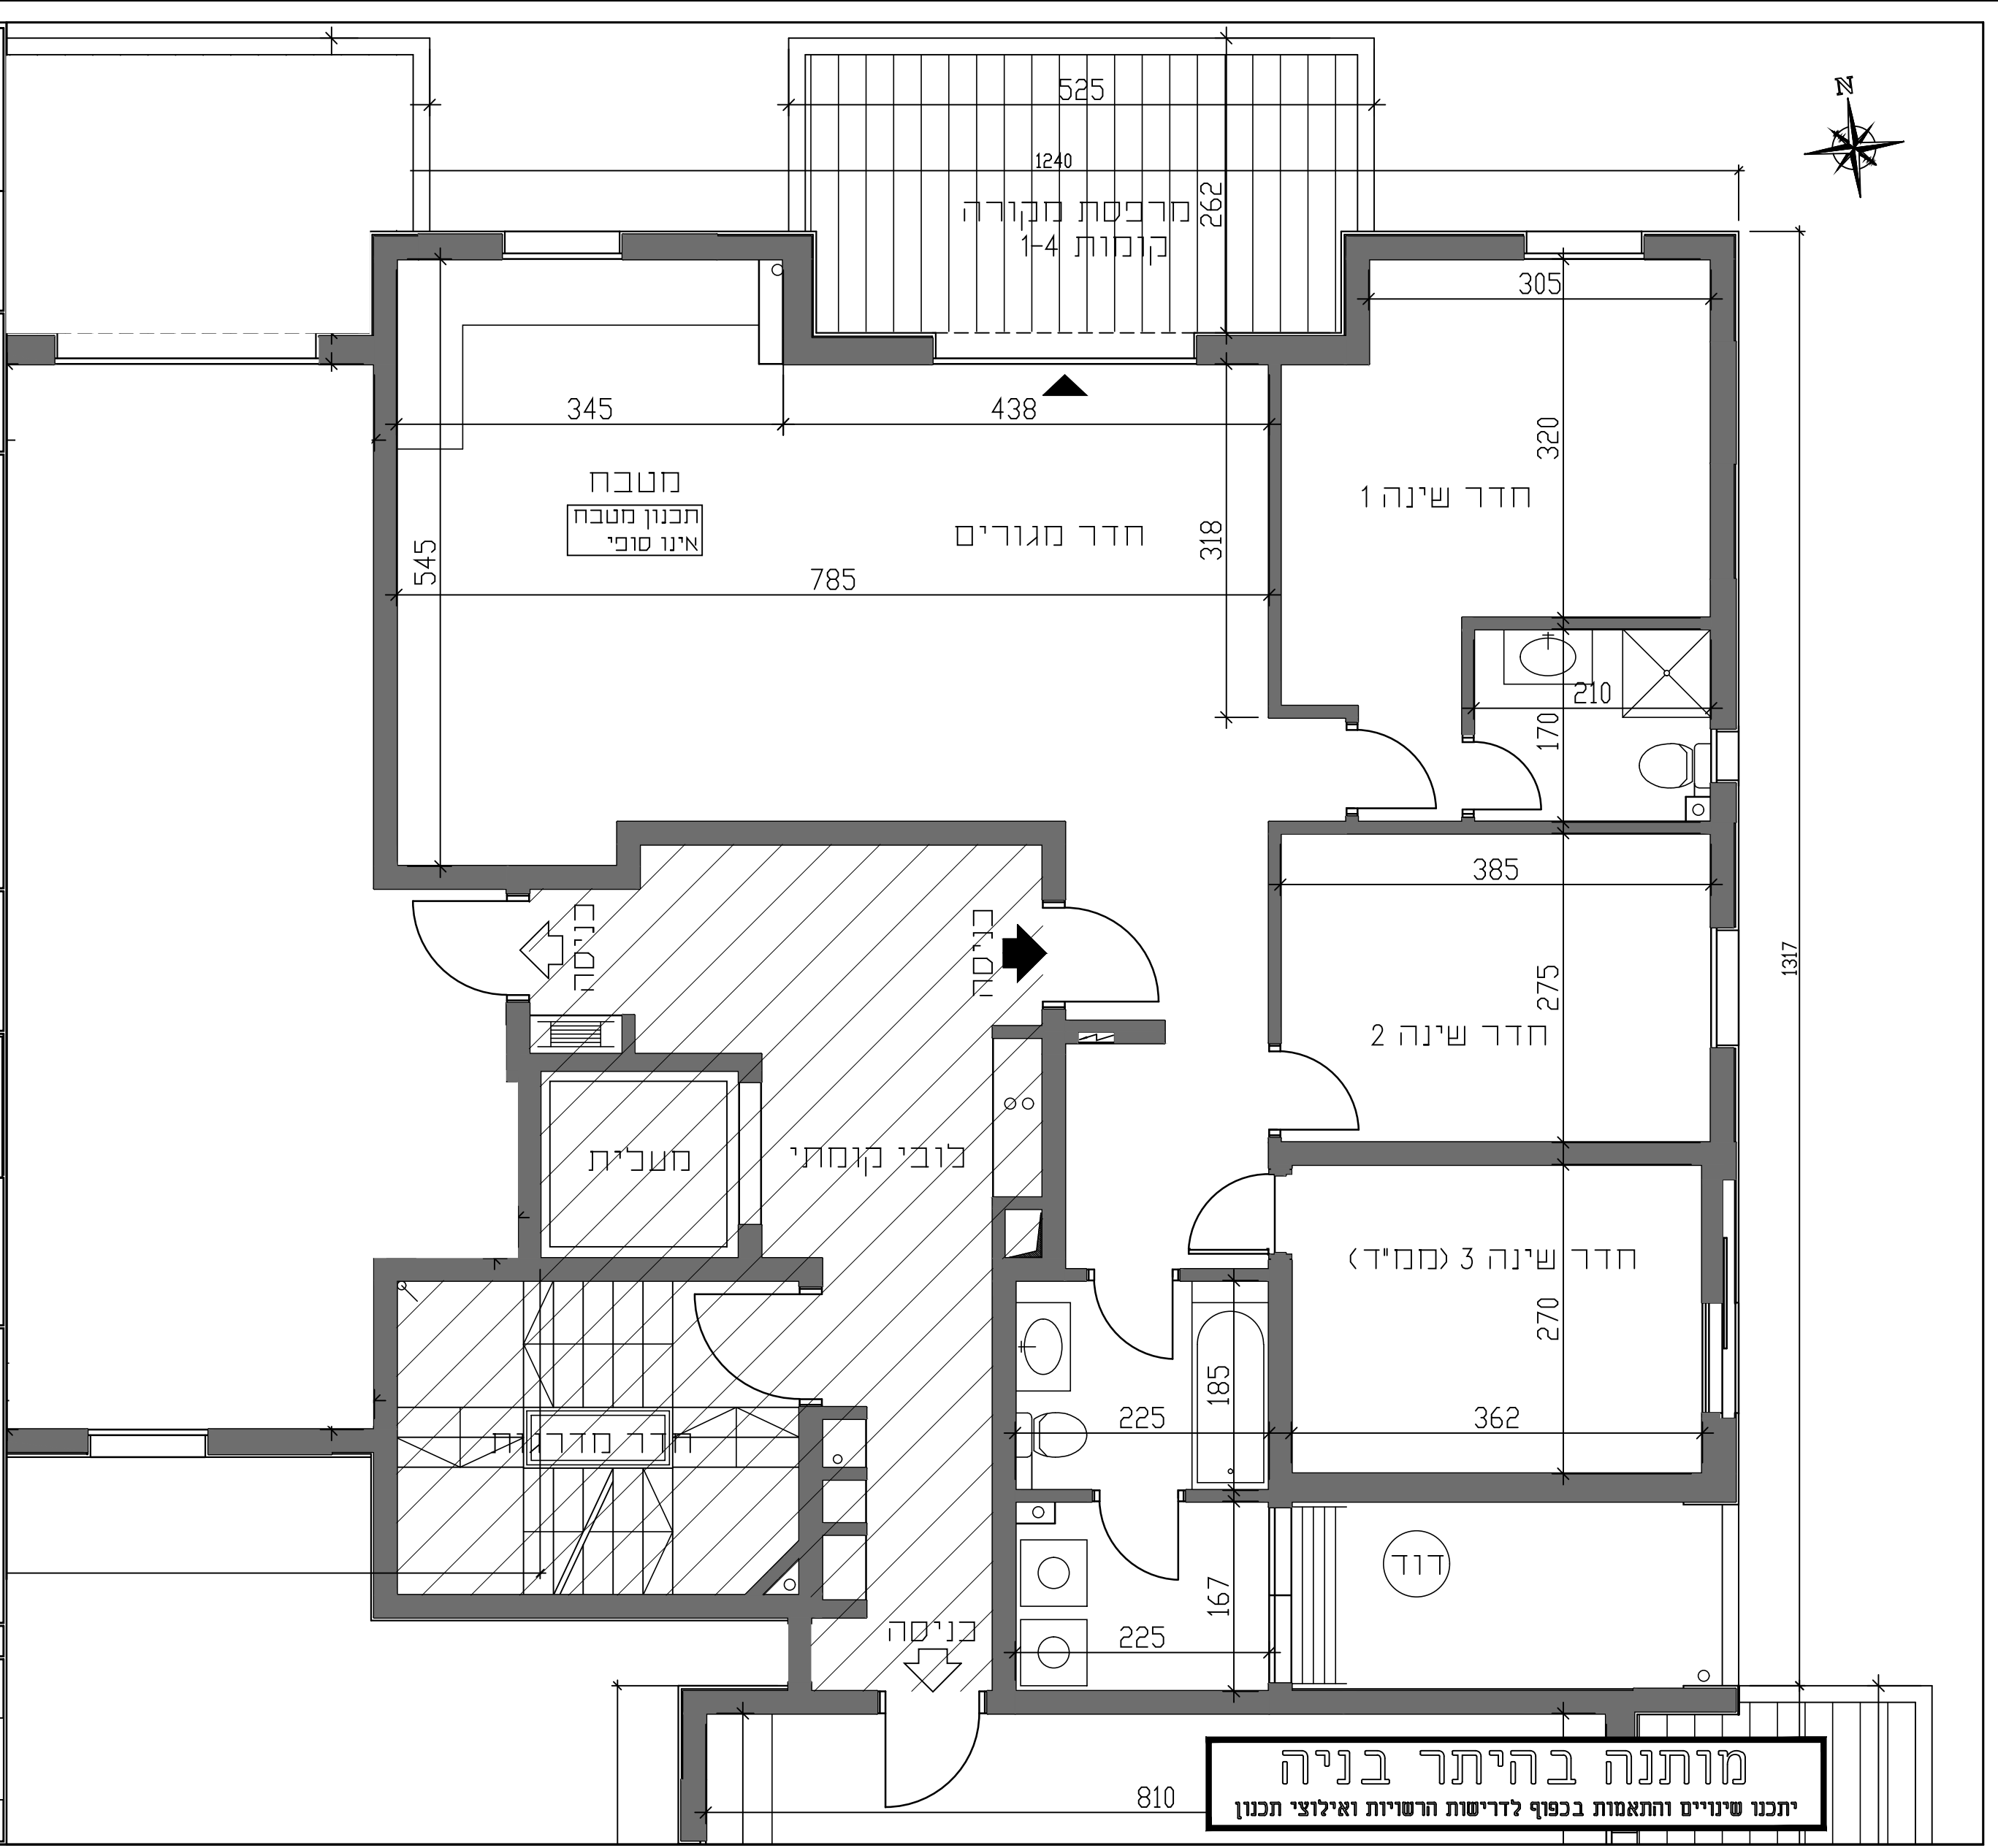 N
525
1240
262
מרפסת מקורה
קומות 1-4
305
345
438
320
מטבח
תכנון מטבח
אינו סופי
חדר מגורים
חדר שינה 1
318
545
785
210
170
385
כניסה
כניסה
1317
275
חדר שינה 2
מעלית
לובי קומתי
חדר שינה 3 (ממ"ד)
270
185
225
362
חדר מדרגות
דוד
167
כניסה
225
מותנה בהיתר בניה
יתכנו שינויים והתאמות בכפוף לדרישות הרשויות ואילוצי תכנון
810